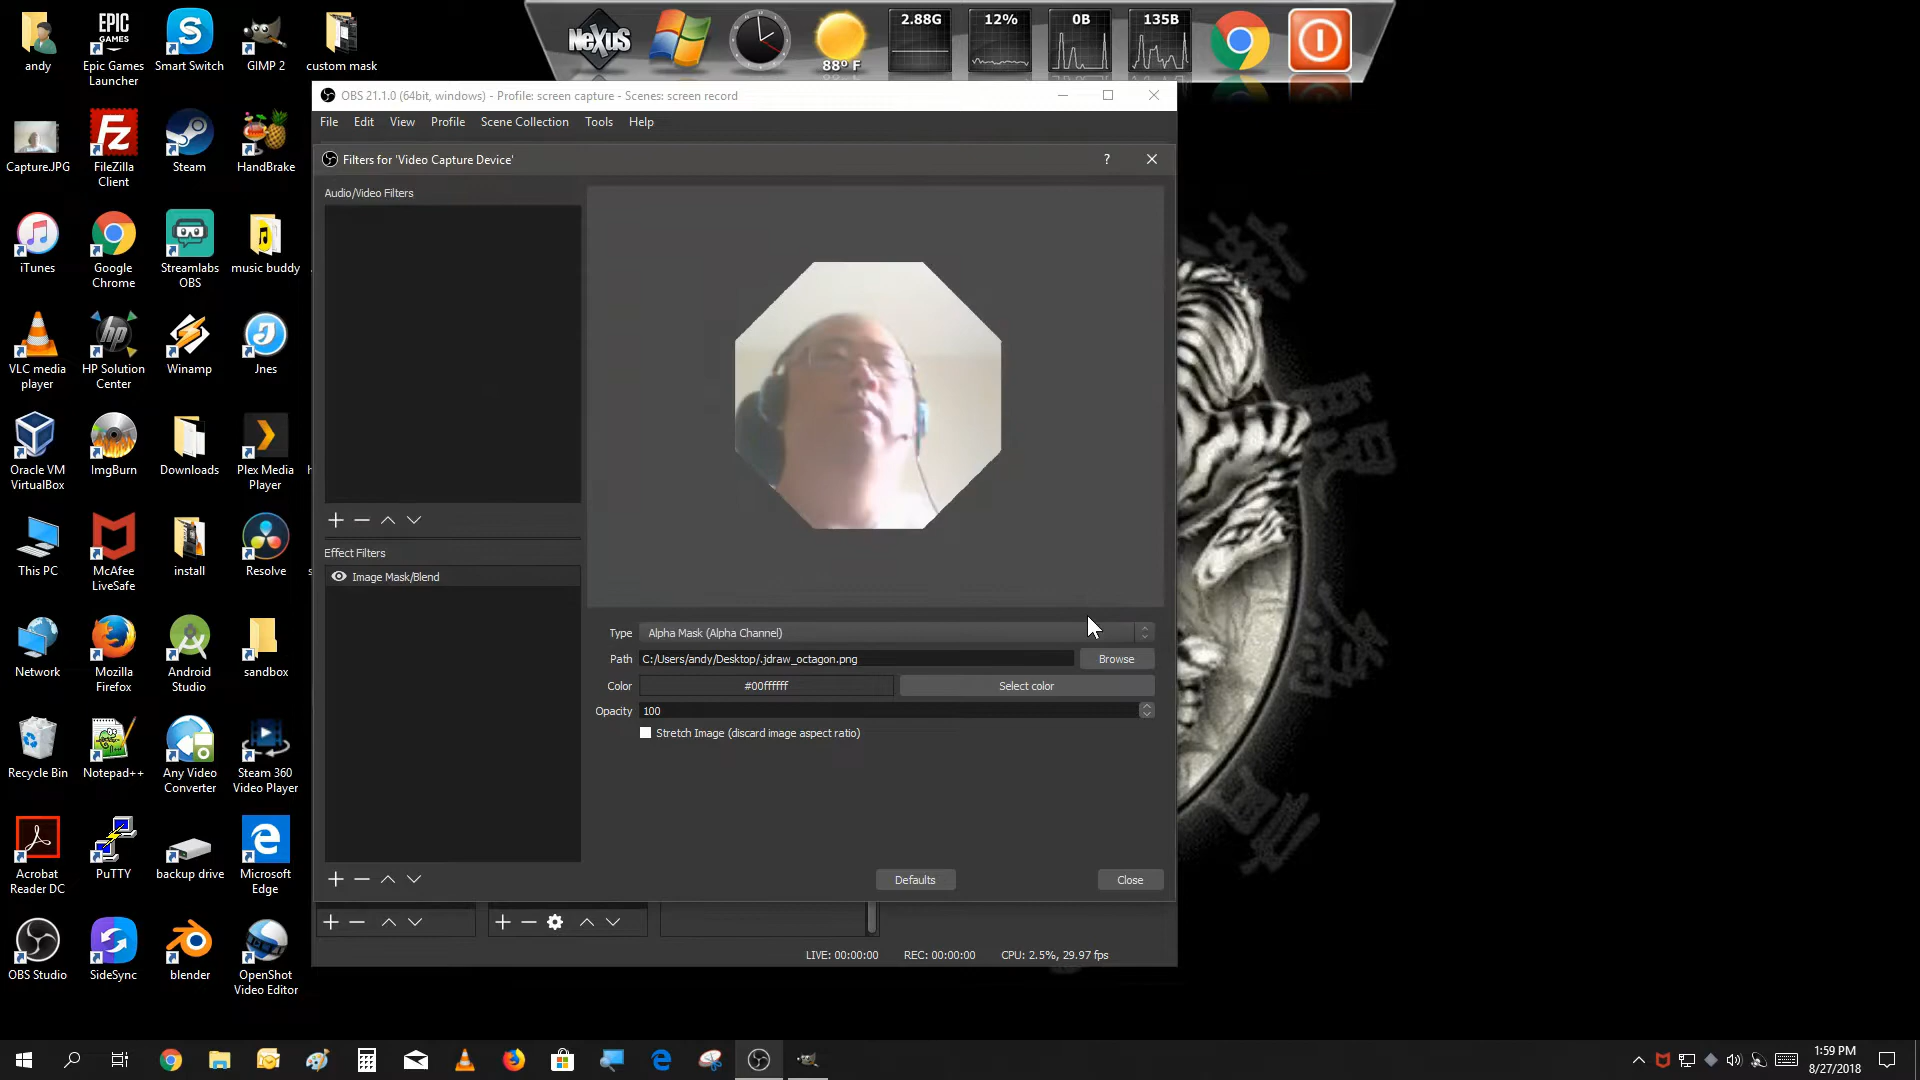 NeXuS
88° F
2.88G
12%
0B
135B
andy
Epic Games
Launcher
Smart Switch
GIMP 2
custom mask
Capture.JPG
FileZilla
Client
Steam
HandBrake
iTunes
Google
Chrome
Streamlabs
OBS
music buddy
VLC media
player
HP Solution
Center
Winamp
Jnes
Oracle VM
VirtualBox
ImgBurn
Downloads
Plex Media
Player
This PC
McAfee
LiveSafe
install
Resolve
Network
Mozilla
Firefox
Android
Studio
sandbox
Recycle Bin
Notepad++
Any Video
Converter
Steam 360
Video Player
Acrobat
Reader DC
PuTTY
backup drive
Microsoft
Edge
OBS Studio
SideSync
blender
OpenShot
Video Editor
OBS 21.1.0 (64bit, windows) - Profile: screen capture - Scenes: screen record
File Edit View Profile Scene Collection Tools Help
Filters for 'Video Capture Device'
?
Audio/Video Filters
Effect Filters
Image Mask/Blend
Type Alpha Mask (Alpha Channel)
Path C:/Users/andy/Desktop/.jdraw_octagon.png Browse
Color #00ffffff Select color
Opacity 100
Stretch Image (discard image aspect ratio)
Defaults Close
LIVE: 00:00:00 REC: 00:00:00 CPU: 2.5%, 29.97 fps
1:59 PM
8/27/2018